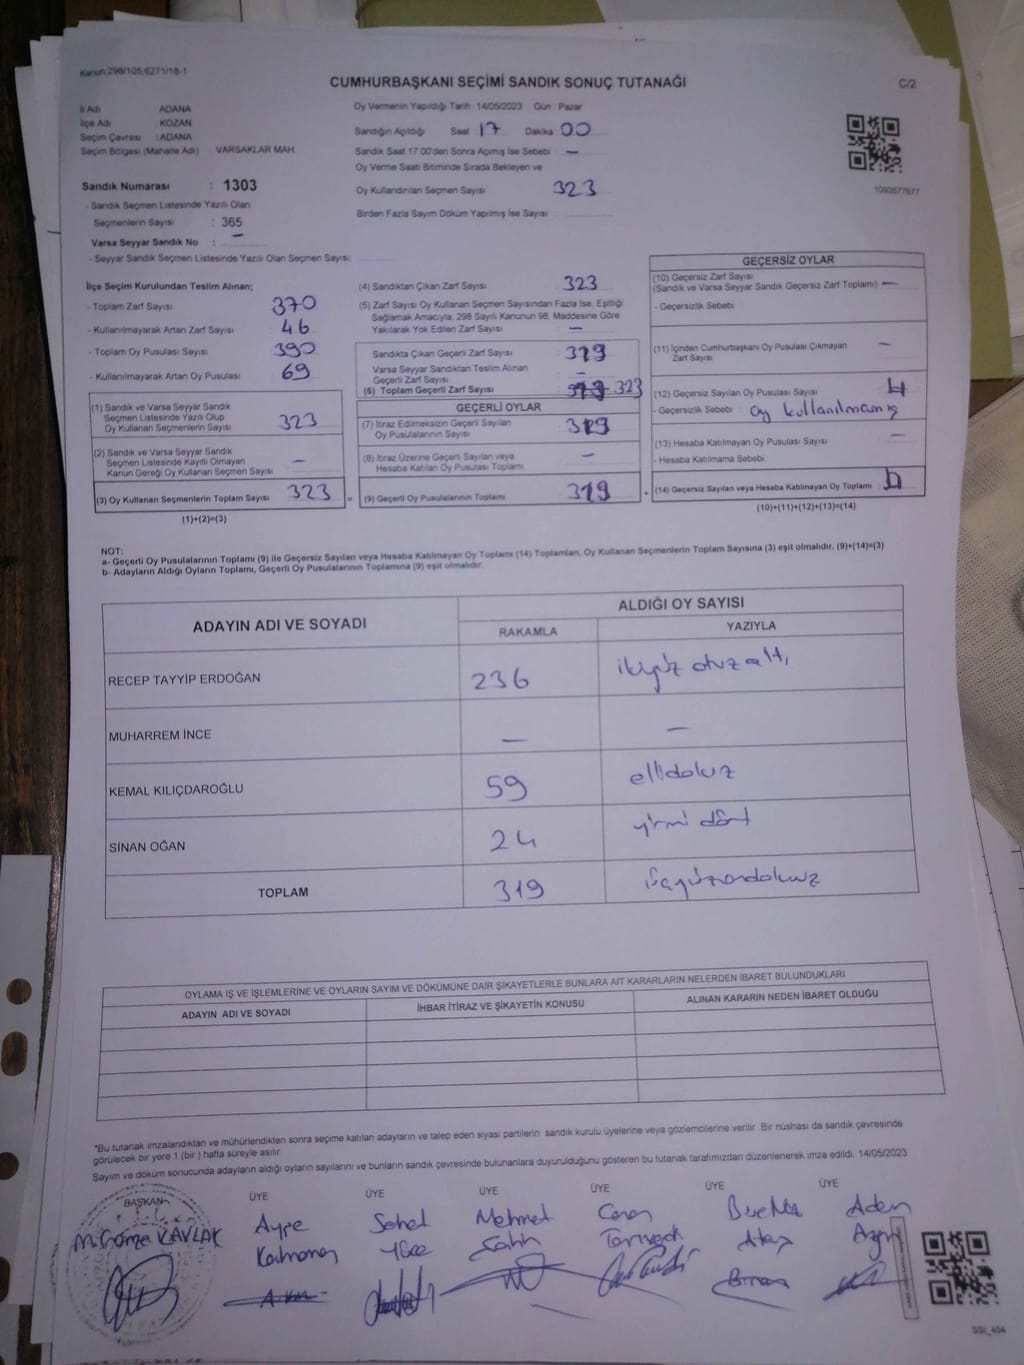 Kanun:298/105;6271/18-1
CUMHURBAŞKANI SEÇİMİ SANDIK SONUÇ TUTANAĞI
C/2
İl Adı ADANA
İlçe Adı KOZAN
Seçim Çevresi : ADANA
Seçim Bölgesi (Mahalle Adı) VARSAKLAR MAH.
Sandık Numarası : 1303
- Sandık Seçmen Listesinde Yazılı Olan
Seçmenlerin Sayısı : 365
Varsa Seyyar Sandık No : —
- Seyyar Sandık Seçmen Listesinde Yazılı Olan Seçmen Sayısı:
Oy Vermenin Yapıldığı Tarih :14/05/2023 Gün : Pazar
Sandığın Açıldığı Saat 17 Dakika 00
Sandık Saat 17:00'den Sonra Açımış İse Sebebi —
Oy Verme Saati Bitiminde Sırada Bekleyen ve
Oy Kullandırılan Seçmen Sayısı 323
Birden Fazla Sayım Döküm Yapılmış İse Sayısı
1093577677
İlçe Seçim Kurulundan Teslim Alınan;
- Toplam Zarf Sayısı 370
- Kullanılmayarak Artan Zarf Sayısı 46
- Toplam Oy Pusulası Sayısı 390
- Kullanılmayarak Artan Oy Pusulası 69
(1) Sandık ve Varsa Seyyar Sandık
Seçmen Listesinde Yazılı Olup
Oy Kullanan Seçmenlerin Sayısı 323
(2) Sandık ve Varsa Seyyar Sandık
Seçmen Listesinde Kayıtlı Olmayan
Kanun Gereği Oy Kullanan Seçmen Sayısı —
(3) Oy Kullanan Seçmenlerin Toplam Sayısı 323 =
(1)+(2)=(3)
(4) Sandıktan Çıkan Zarf Sayısı 323
(5) Zarf Sayısı Oy Kullanan Seçmen Sayısından Fazla İse, Eşitliği
Sağlamak Amacıyla, 298 Sayılı Kanunun 98. Maddesine Göre
Yakılarak Yok Edilen Zarf Sayısı —
Sandıkta Çıkan Geçerli Zarf Sayısı 319
Varsa Seyyar Sandıktan Teslim Alınan
Geçerli Zarf Sayısı —
(6) Toplam Geçerli Zarf Sayısı 323
GEÇERLİ OYLAR
(7) İtiraz Edilmeksizin Geçerli Sayılan
Oy Pusulalarının Sayısı 319
(8) İtiraz Üzerine Geçerli Sayılan veya
Hesaba Katılan Oy Pusulası Toplamı —
(9) Geçerli Oy Pusulalarının Toplamı 319 +
GEÇERSİZ OYLAR
(10) Geçersiz Zarf Sayısı
(Sandık ve Varsa Seyyar Sandık Geçersiz Zarf Toplamı) —
- Geçersizlik Sebebi
(11) İçinden Cumhurbaşkanı Oy Pusulası Çıkmayan
Zarf Sayısı —
(12) Geçersiz Sayılan Oy Pusulası Sayısı 4
- Geçersizlik Sebebi : oy kullanılmamış
(13) Hesaba Katılmayan Oy Pusulası Sayısı —
- Hesaba Katılmama Sebebi
(14) Geçersiz Sayılan veya Hesaba Katılmayan Oy Toplamı 4
(10)+(11)+(12)+(13)=(14)
NOT:
a- Geçerli Oy Pusulalarının Toplamı (9) ile Geçersiz Sayılan veya Hesaba Katılmayan Oy Toplamı (14) Toplamları, Oy Kullanan Seçmenlerin Toplam Sayısına (3) eşit olmalıdır. (9)+(14)=(3)
b- Adayların Aldığı Oyların Toplamı, Geçerli Oy Pusulalarının Toplamına (9) eşit olmalıdır.
ADAYIN ADI VE SOYADI
ALDIĞI OY SAYISI
RAKAMLA YAZIYLA
RECEP TAYYİP ERDOĞAN 236 ikiyüz otuz altı
MUHARREM İNCE — —
KEMAL KILIÇDAROĞLU 59 ellidokuz
SİNAN OĞAN 24 yirmi dört
TOPLAM 319 üçyüzondokuz
OYLAMA İŞ VE İŞLEMLERİNE VE OYLARIN SAYIM VE DÖKÜMÜNE DAİR ŞİKAYETLERLE BUNLARA AİT KARARLARIN NELERDEN İBARET BULUNDUKLARI
ADAYIN ADI VE SOYADI İHBAR İTİRAZ VE ŞİKAYETİN KONUSU ALINAN KARARIN NEDEN İBARET OLDUĞU
*Bu tutanak imzalandıktan ve mühürlendikten sonra seçime katılan adayların ve talep eden siyasi partilerin sandık kurulu üyelerine veya gözlemcilerine verilir. Bir nüshası da sandık çevresinde
görülecek bir yere 1 (bir) hafta süreyle asılır.
Sayım ve döküm sonucunda adayların aldığı oyların sayılarını ve bunların sandık çevresinde bulunanlara duyurulduğunu gösteren bu tutanak tarafımızdan düzenlenerek imza edildi. 14/05/2023
BAŞKAN ÜYE ÜYE ÜYE ÜYE ÜYE ÜYE
KAVLAK Ayşe Mehmet Ceren Adem
Kahraman Şahin
SSİ_404